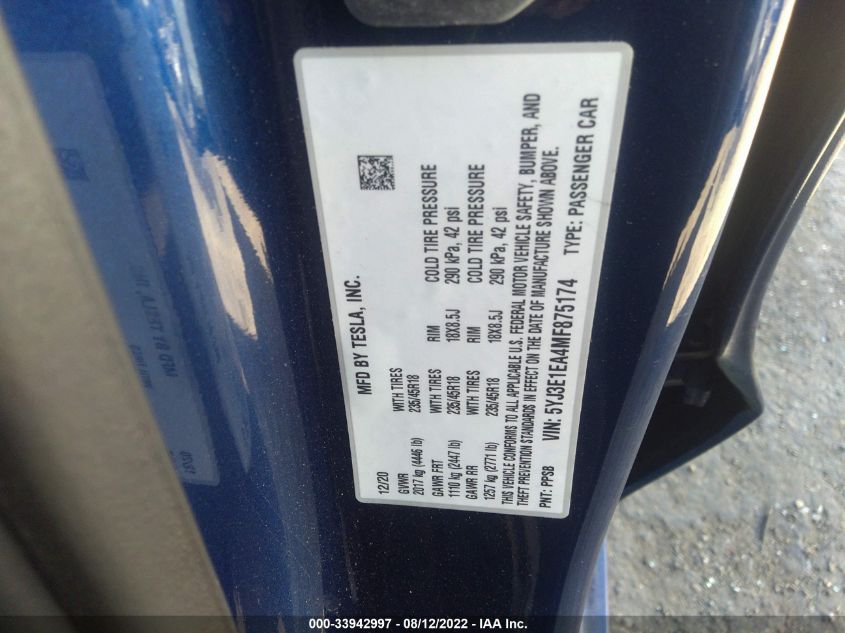 MFD BY TESLA, INC.
12/20
GVWR WITH TIRES RIM COLD TIRE PRESSURE
2017 kg (4446 lb) 235/45R18 18X8.5J 290 kPa, 42 psi
GAWR FRT WITH TIRES RIM COLD TIRE PRESSURE
1110 kg (2447 lb) 235/45R18 18X8.5J 290 kPa, 42 psi
GAWR RR
1257 kg (2771 lb)
THIS VEHICLE CONFORMS TO ALL APPLICABLE U.S. FEDERAL MOTOR VEHICLE SAFETY, BUMPER, AND
THEFT PREVENTION STANDARDS IN EFFECT ON THE DATE OF MANUFACTURE SHOWN ABOVE.
PNT: PPSB VIN: 5YJ3E1EA4MF875174 TYPE: PASSENGER CAR
000-33942997 - 08/12/2022 - IAA Inc.